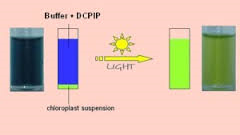 Buffer + DCPIP
LIGHT
chloroplast suspension